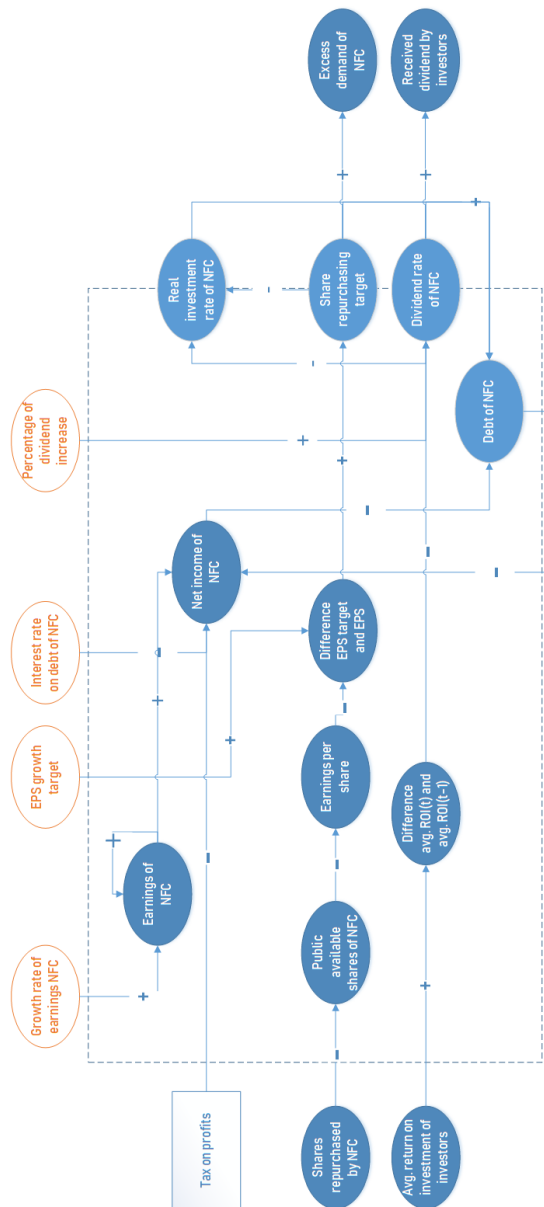 Growth rate of
earnings NFC
EPS growth
target
Interest rate
on debt of NFC
Percentage of
dividend
increase
Earnings of
NFC
Tax on profits
Net income of
NFC
Real
investment
rate of NFC
Shares
repurchased
by NFC
Public
available
shares of NFC
Earnings per
share
Difference
EPS target
and EPS
Share
repurchasing
target
Excess
demand of
NFC
Avg. return on
investment of
investors
Difference
avg. ROI(t) and
avg. ROI(t-1)
Dividend rate
of NFC
Received
dividend by
investors
Debt of NFC